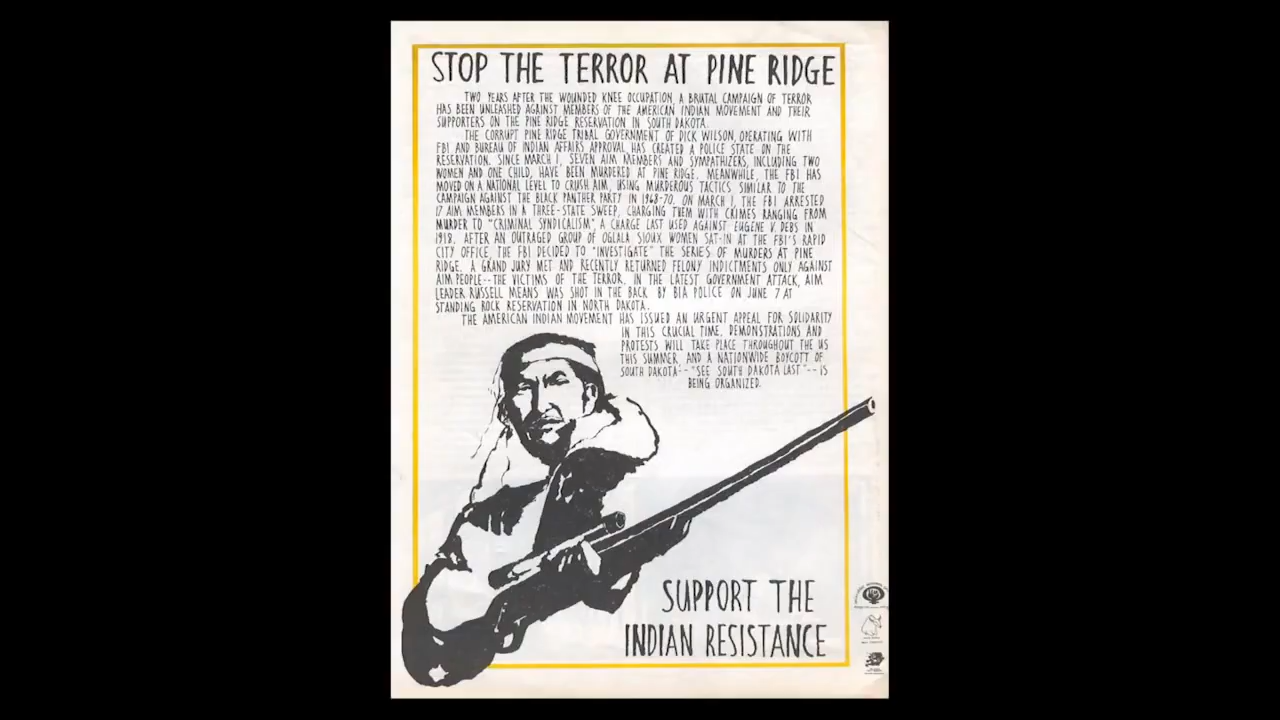 STOP THE TERROR AT PINE RIDGE
TWO YEARS AFTER THE WOUNDED KNEE OCCUPATION, A BRUTAL CAMPAIGN OF TERROR
HAS BEEN UNLEASHED AGAINST MEMBERS OF THE AMERICAN INDIAN MOVEMENT AND THEIR
SUPPORTERS ON THE PINE RIDGE RESERVATION IN SOUTH DAKOTA.
THE CORRUPT PINE RIDGE TRIBAL GOVERNMENT OF DICK WILSON, OPERATING WITH
FBI AND BUREAU OF INDIAN AFFAIRS APPROVAL, HAS CREATED A POLICE STATE ON THE
RESERVATION. SINCE MARCH 1, SEVEN AIM MEMBERS AND SYMPATHIZERS, INCLUDING TWO
WOMEN AND ONE CHILD, HAVE BEEN MURDERED AT PINE RIDGE. MEANWHILE, THE FBI HAS
MOVED ON A NATIONAL LEVEL TO CRUSH AIM, USING MURDEROUS TACTICS SIMILAR TO THE
CAMPAIGN AGAINST THE BLACK PANTHER PARTY IN 1968-70. ON MARCH 1, THE FBI ARRESTED
17 AIM MEMBERS IN A THREE-STATE SWEEP, CHARGING THEM WITH CRIMES RANGING FROM
MURDER TO "CRIMINAL SYNDICALISM", A CHARGE LAST USED AGAINST EUGENE V. DEBS IN
1918. AFTER AN OUTRAGED GROUP OF OGLALA SIOUX WOMEN SAT-IN AT THE FBI'S RAPID
CITY OFFICE, THE FBI DECIDED TO "INVESTIGATE" THE SERIES OF MURDERS AT PINE
RIDGE. A GRAND JURY MET AND RECENTLY RETURNED FELONY INDICTMENTS ONLY AGAINST
AIM PEOPLE--THE VICTIMS OF THE TERROR. IN THE LATEST GOVERNMENT ATTACK, AIM
LEADER RUSSELL MEANS WAS SHOT IN THE BACK BY BIA POLICE ON JUNE 7 AT
STANDING ROCK RESERVATION IN NORTH DAKOTA.
THE AMERICAN INDIAN MOVEMENT HAS ISSUED AN URGENT APPEAL FOR SOLIDARITY
IN THIS CRUCIAL TIME. DEMONSTRATIONS AND
PROTESTS WILL TAKE PLACE THROUGHOUT THE US
THIS SUMMER, AND A NATIONWIDE BOYCOTT OF
SOUTH DAKOTA--"SEE SOUTH DAKOTA LAST"--IS
BEING ORGANIZED.
SUPPORT THE
INDIAN RESISTANCE